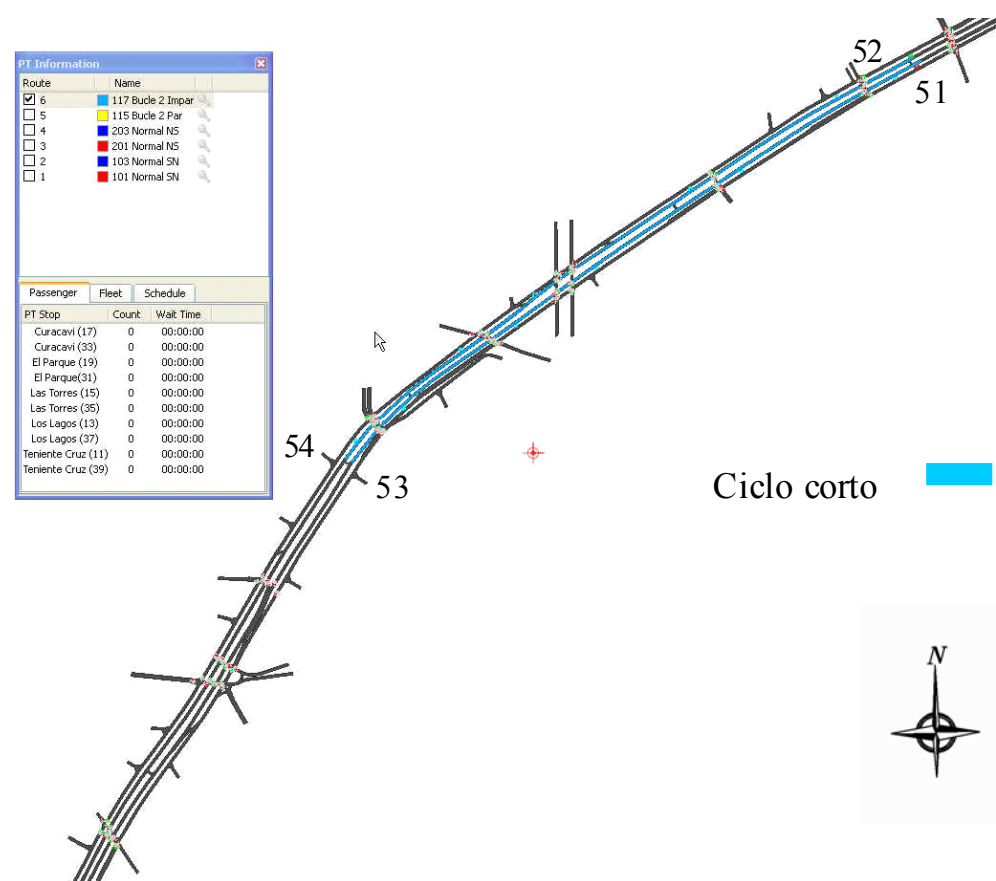 PT Information
Route Name
6 117 Bucle 2 Impar
5 115 Bucle 2 Par
4 203 Normal NS
3 201 Normal NS
2 103 Normal SN
1 101 Normal SN
Passenger Fleet Schedule
PT Stop Count Wait Time
Curacavi (17) 0 00:00:00
Curacavi (33) 0 00:00:00
El Parque (19) 0 00:00:00
El Parque(31) 0 00:00:00
Las Torres (15) 0 00:00:00
Las Torres (35) 0 00:00:00
Los Lagos (13) 0 00:00:00
Los Lagos (37) 0 00:00:00
Teniente Cruz (11) 0 00:00:00
Teniente Cruz (39) 0 00:00:00
52
51
54
53
Ciclo corto
N